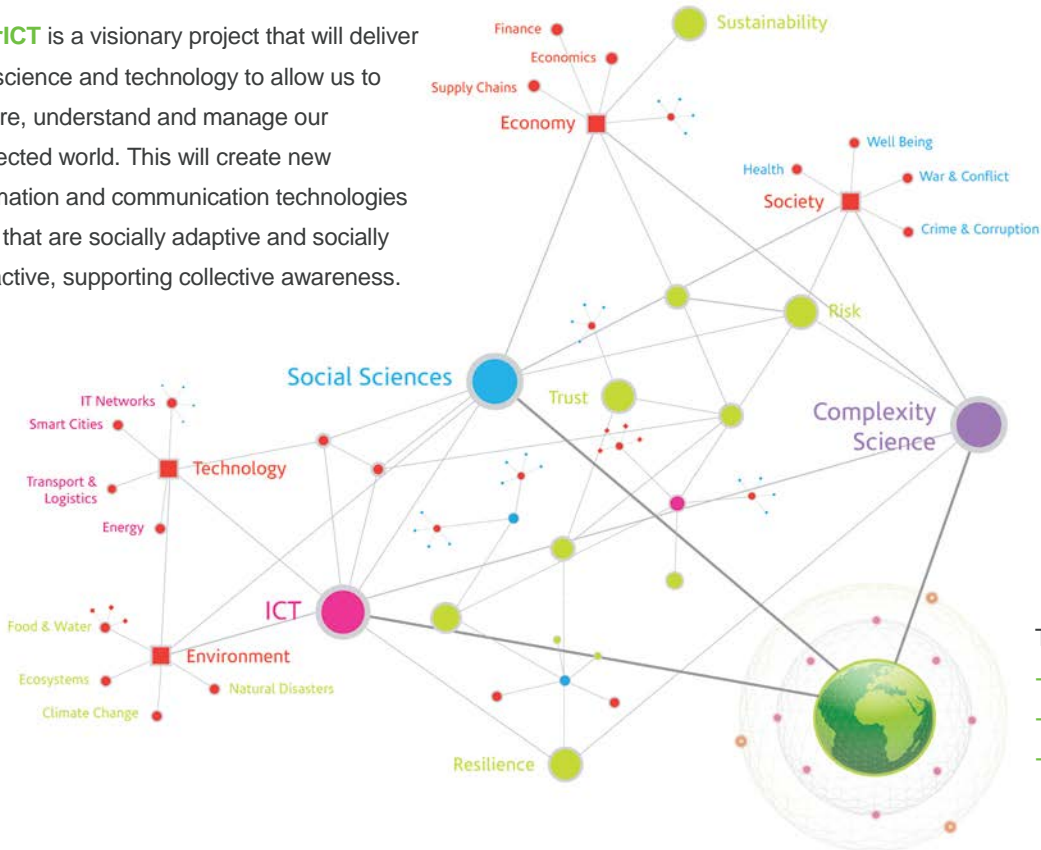 rICT is a visionary project that will deliver
science and technology to allow us to
re, understand and manage our
ected world. This will create new
mation and communication technologies
that are socially adaptive and socially
active, supporting collective awareness.
Sustainability
Finance
Economics
Supply Chains
Economy
Well Being
Health
War & Conflict
Society
Crime & Corruption
Risk
Social Sciences
Trust
Complexity
Science
IT Networks
Smart Cities
Technology
Transport &
Logistics
Energy
ICT
Food & Water
Environment
Ecosystems
Natural Disasters
Climate Change
Resilience
T